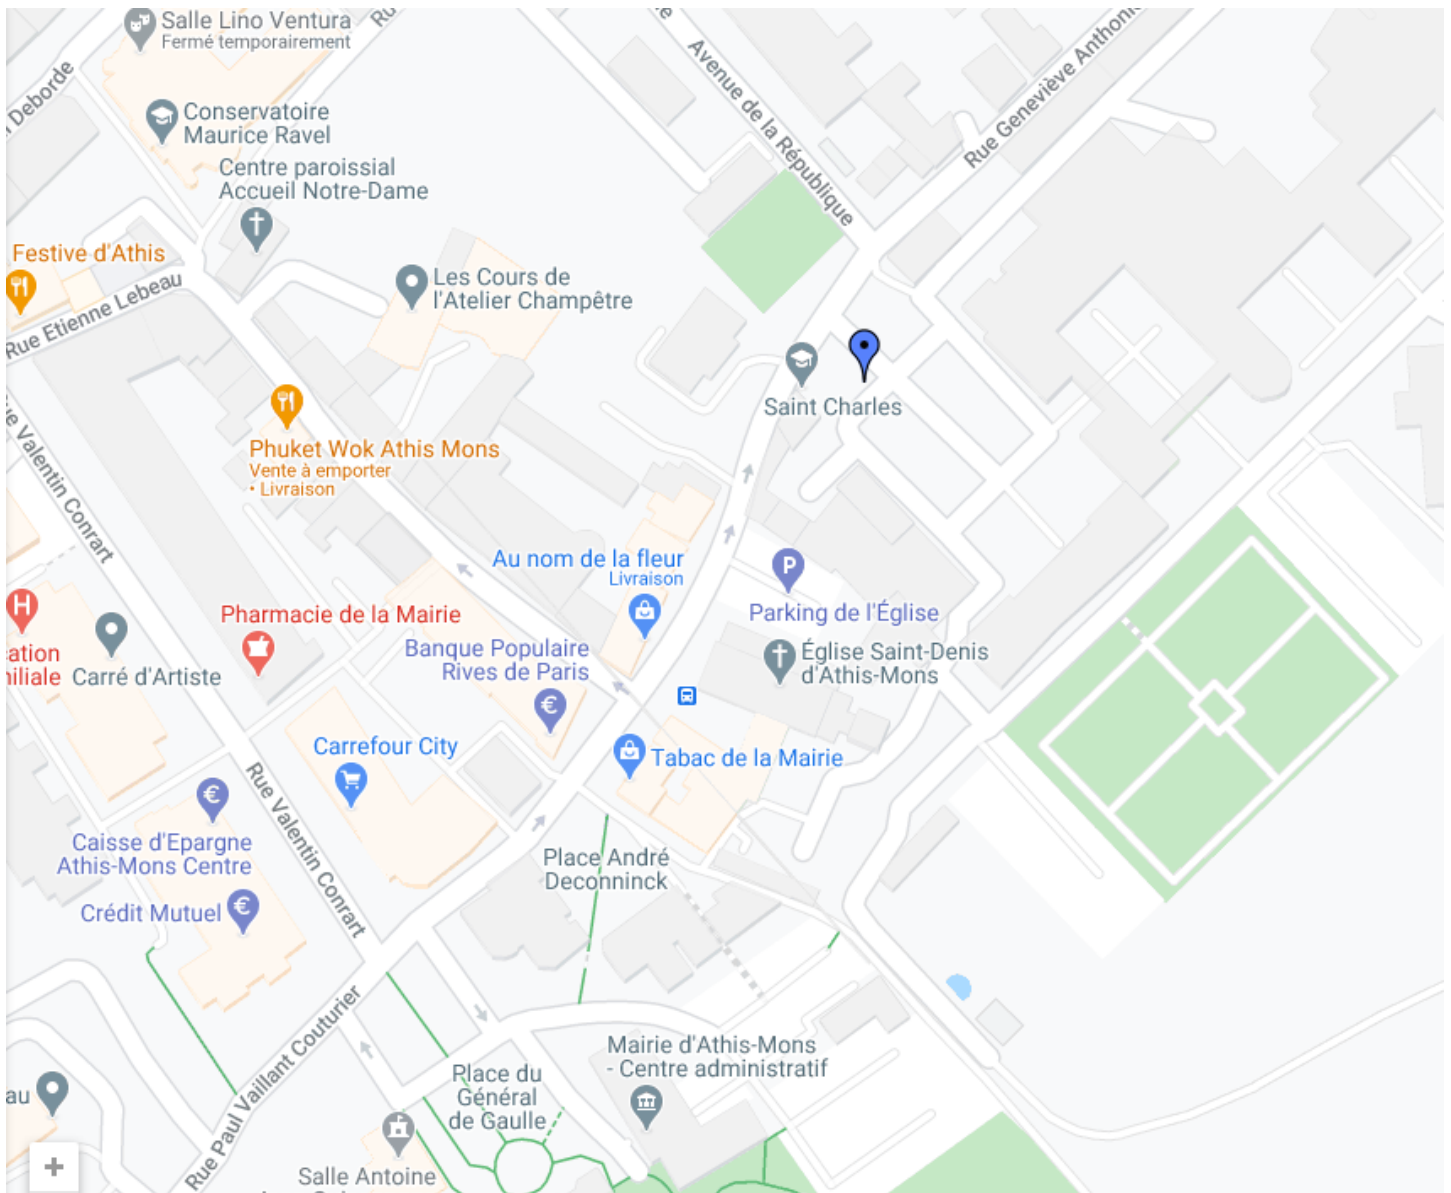 Salle Lino Ventura
Fermé temporairement
Deborde
Conservatoire
Maurice Ravel
Centre paroissial
Accueil Notre-Dame
Avenue de la République
Rue Geneviève Anthonio
Festive d'Athis
Rue Etienne Lebeau
Les Cours de
l'Atelier Champêtre
Saint Charles
Phuket Wok Athis Mons
Vente à emporter
• Livraison
ue Valentin Conrart
Au nom de la fleur
Livraison
P
Parking de l'Église
H
Pharmacie de la Mairie
cation
niliale
Carré d'Artiste
Banque Populaire
Rives de Paris
€
Église Saint-Denis
d'Athis-Mons
Carrefour City
Tabac de la Mairie
Rue Valentin Conrart
€
Caisse d'Epargne
Athis-Mons Centre
Crédit Mutuel
€
Place André
Deconninck
Rue Paul Vaillant Couturier
Mairie d'Athis-Mons
- Centre administratif
Place du
Général
de Gaulle
au
+
Salle Antoine